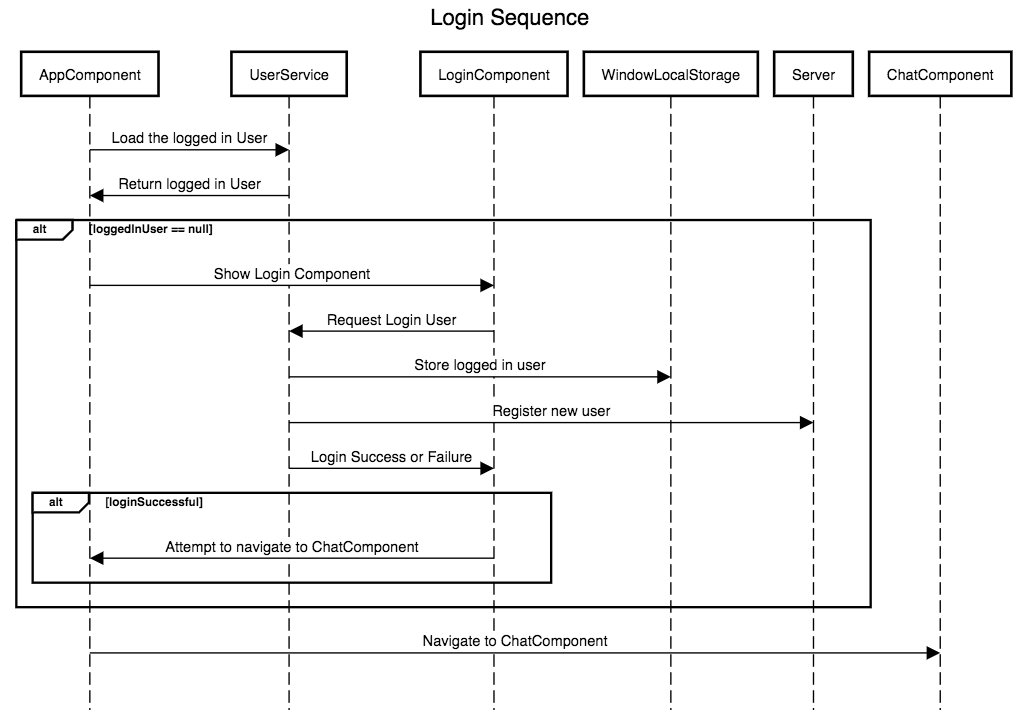 Login Sequence
AppComponent
UserService
LoginComponent
WindowLocalStorage
Server
ChatComponent
Load the logged in User
Return logged in User
alt
[loggedInUser == null]
Show Login Component
Request Login User
Store logged in user
Register new user
Login Success or Failure
alt
[loginSuccessful]
Attempt to navigate to ChatComponent
Navigate to ChatComponent